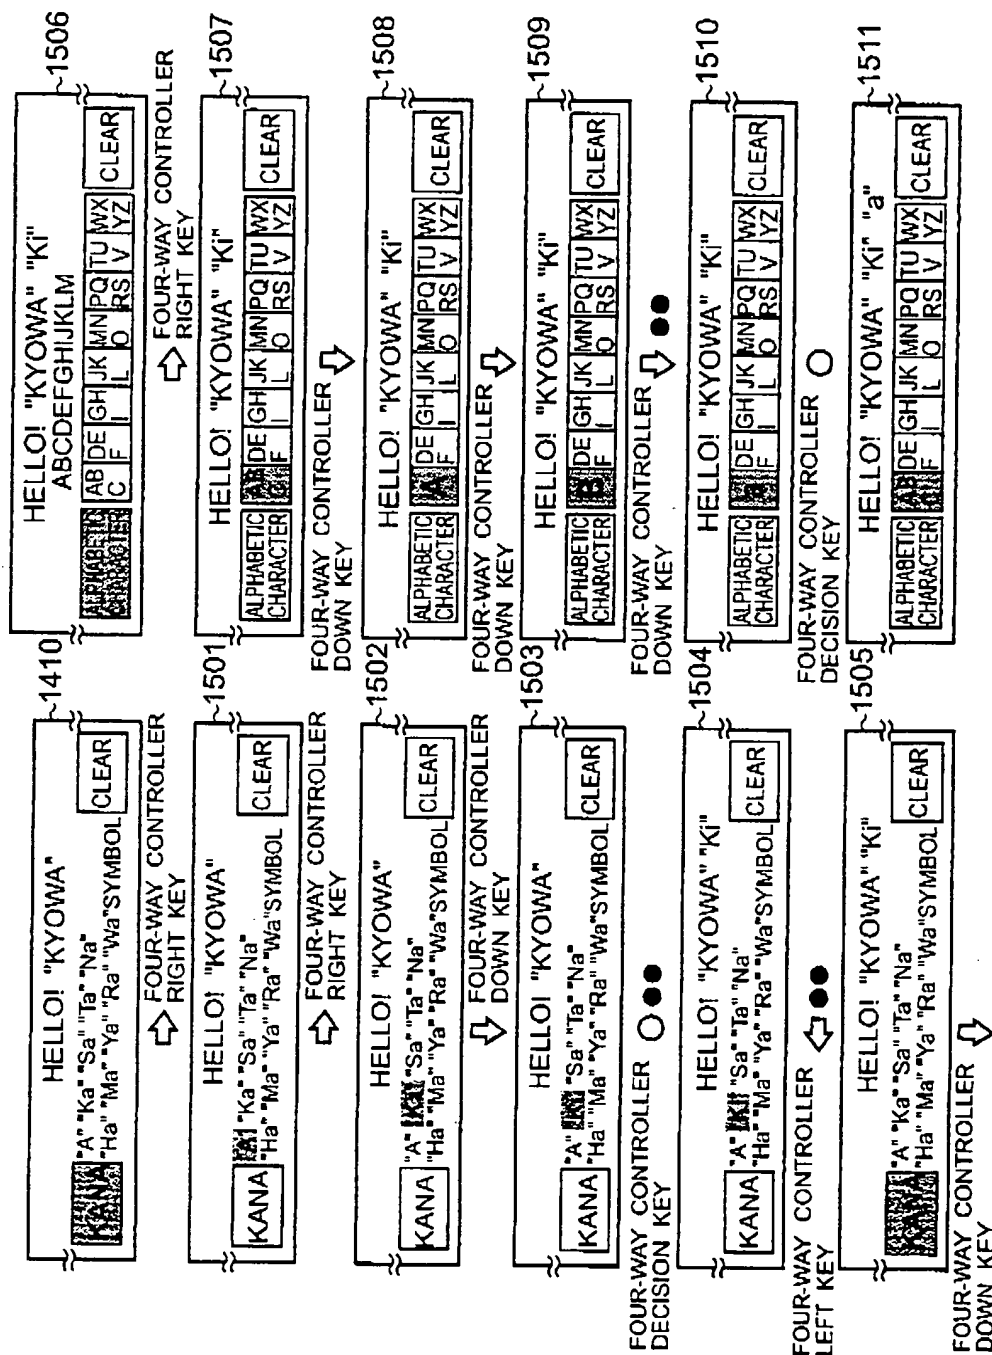 1410
HELLO! "KYOWA"
KANA "A" "Ka" "Sa" "Ta" "Na"
"Ha" "Ma" "Ya" "Ra" "Wa" SYMBOL CLEAR
FOUR-WAY CONTROLLER
RIGHT KEY
1501
HELLO! "KYOWA"
KANA "A" "Ka" "Sa" "Ta" "Na"
"Ha" "Ma" "Ya" "Ra" "Wa" SYMBOL CLEAR
FOUR-WAY CONTROLLER
RIGHT KEY
1502
HELLO! "KYOWA"
KANA "A" "Ka" "Sa" "Ta" "Na"
"Ha" "Ma" "Ya" "Ra" "Wa" SYMBOL CLEAR
FOUR-WAY CONTROLLER
DOWN KEY
1503
HELLO! "KYOWA"
KANA "A" "Ki" "Sa" "Ta" "Na"
"Ha" "Ma" "Ya" "Ra" "Wa" SYMBOL CLEAR
FOUR-WAY CONTROLLER
DECISION KEY
1504
HELLO! "KYOWA" "Ki"
KANA "A" "Ki" "Sa" "Ta" "Na"
"Ha" "Ma" "Ya" "Ra" "Wa" SYMBOL CLEAR
FOUR-WAY CONTROLLER
LEFT KEY
1505
HELLO! "KYOWA" "Ki"
KANA "A" "Ka" "Sa" "Ta" "Na"
"Ha" "Ma" "Ya" "Ra" "Wa" SYMBOL CLEAR
FOUR-WAY CONTROLLER
DOWN KEY
1506
HELLO! "KYOWA" "Ki"
ABCDEFGHIJKLM
ALPHABETIC AB DE GH JK MN PQ TU WX CLEAR
CHARACTER C F I L O RS V YZ
FOUR-WAY CONTROLLER
RIGHT KEY
1507
HELLO! "KYOWA" "Ki"
ALPHABETIC AB DE GH JK MN PQ TU WX CLEAR
CHARACTER C F I L O RS V YZ
FOUR-WAY CONTROLLER
DOWN KEY
1508
HELLO! "KYOWA" "Ki"
ALPHABETIC A DE GH JK MN PQ TU WX CLEAR
CHARACTER F I L O RS V YZ
FOUR-WAY CONTROLLER
DOWN KEY
1509
HELLO! "KYOWA" "Ki"
ALPHABETIC B DE GH JK MN PQ TU WX CLEAR
CHARACTER F I L O RS V YZ
FOUR-WAY CONTROLLER
DOWN KEY
1510
HELLO! "KYOWA" "Ki"
ALPHABETIC a DE GH JK MN PQ TU WX CLEAR
CHARACTER F I L O RS V YZ
FOUR-WAY CONTROLLER
DECISION KEY
1511
HELLO! "KYOWA" "Ki" "a"
ALPHABETIC AB DE GH JK MN PQ TU WX CLEAR
CHARACTER C F I L O RS V YZ